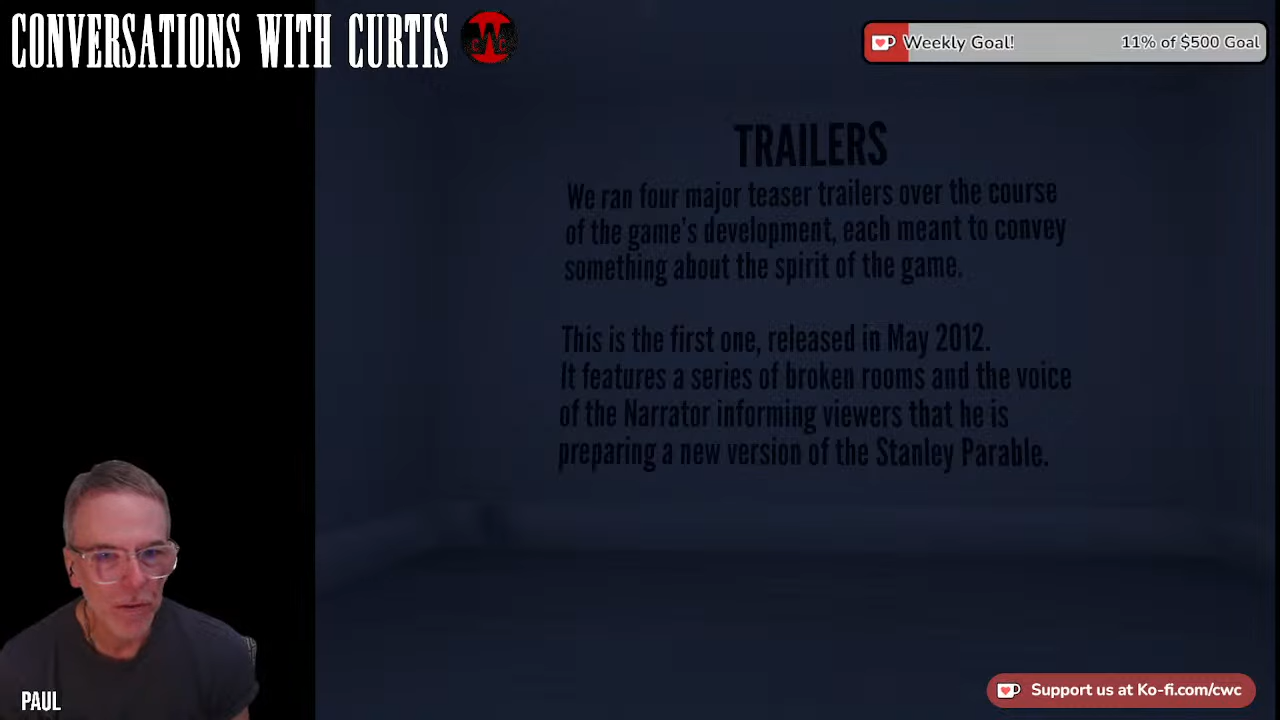 CONVERSATIONS WITH CURTIS
CWC
Weekly Goal!
11% of $500 Goal
TRAILERS
We ran four major teaser trailers over the course
of the game's development, each meant to convey
something about the spirit of the game.
This is the first one, released in May 2012.
It features a series of broken rooms and the voice
of the Narrator informing viewers that he is
preparing a new version of the Stanley Parable.
PAUL
Support us at Ko-fi.com/cwc